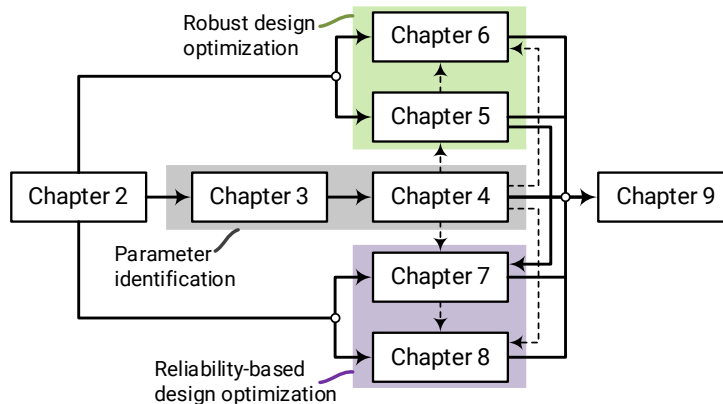 Robust design
optimization
Chapter 6
Chapter 5
Chapter 2
Chapter 3
Chapter 4
Chapter 9
Parameter
identification
Chapter 7
Chapter 8
Reliability-based
design optimization